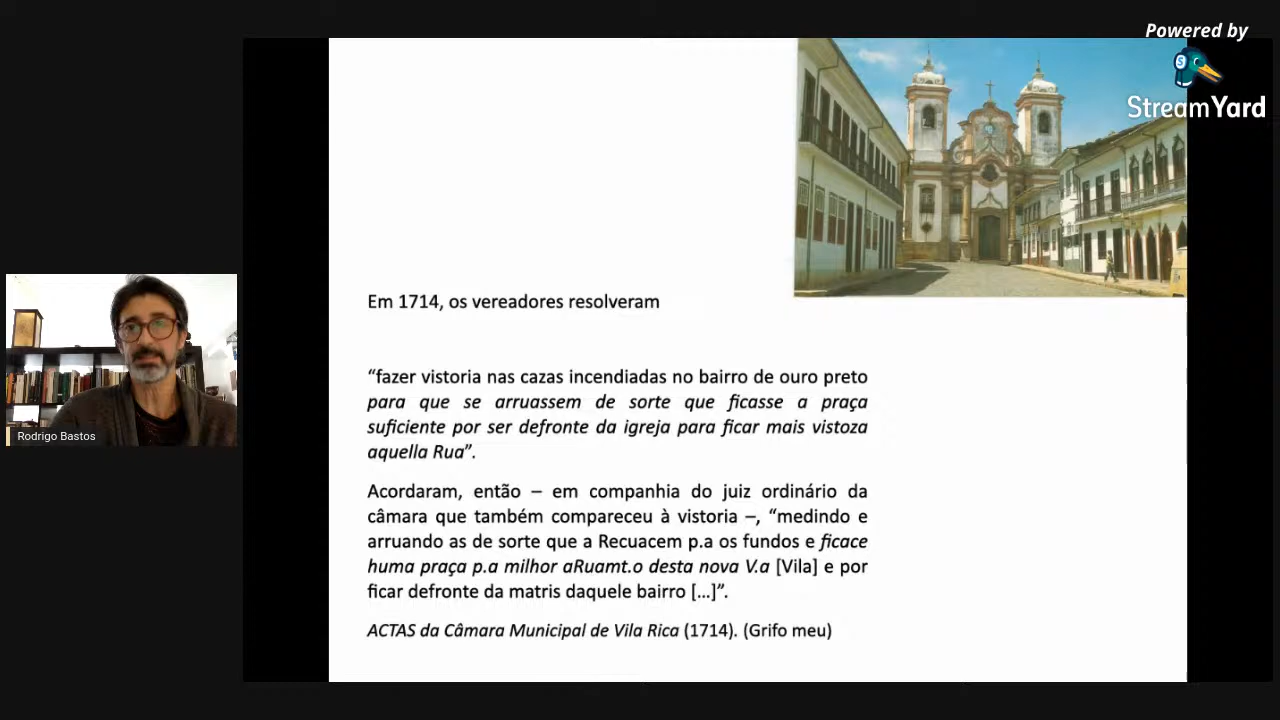 Powered by
StreamYard
Em 1714, os vereadores resolveram
“fazer vistoria nas cazas incendiadas no bairro de ouro preto
para que se arruassem de sorte que ficasse a praça
suficiente por ser defronte da igreja para ficar mais vistoza
aquella Rua”.
Acordaram, então – em companhia do juiz ordinário da
câmara que também compareceu à vistoria –, “medindo e
arruando as de sorte que a Recuacem p.a os fundos e ficace
huma praça p.a milhor aRuamt.o desta nova V.a [Vila] e por
ficar defronte da matris daquele bairro [...]”.
ACTAS da Câmara Municipal de Vila Rica (1714). (Grifo meu)
Rodrigo Bastos